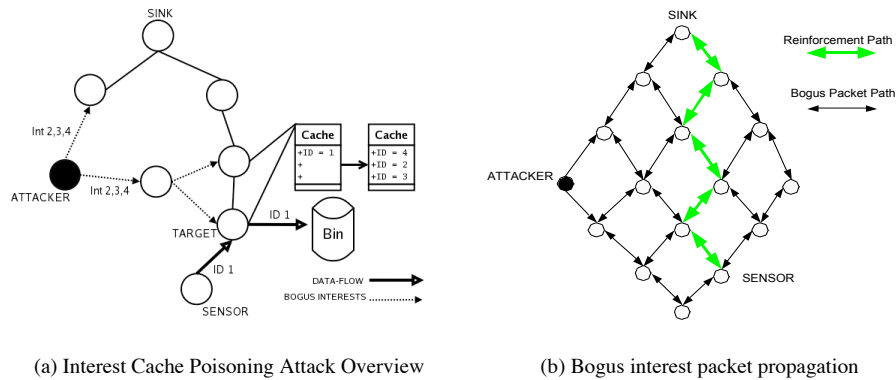 SINK
Int 2,3,4
ATTACKER
Int 2,3,4
TARGET
ID 1
ID 1
SENSOR
Cache
+ID = 1
+
+
Cache
+ID = 4
+ID = 2
+ID = 3
Bin
DATA-FLOW
BOGUS INTERESTS
(a) Interest Cache Poisoning Attack Overview
SINK
Reinforcement Path
Bogus Packet Path
ATTACKER
SENSOR
(b) Bogus interest packet propagation